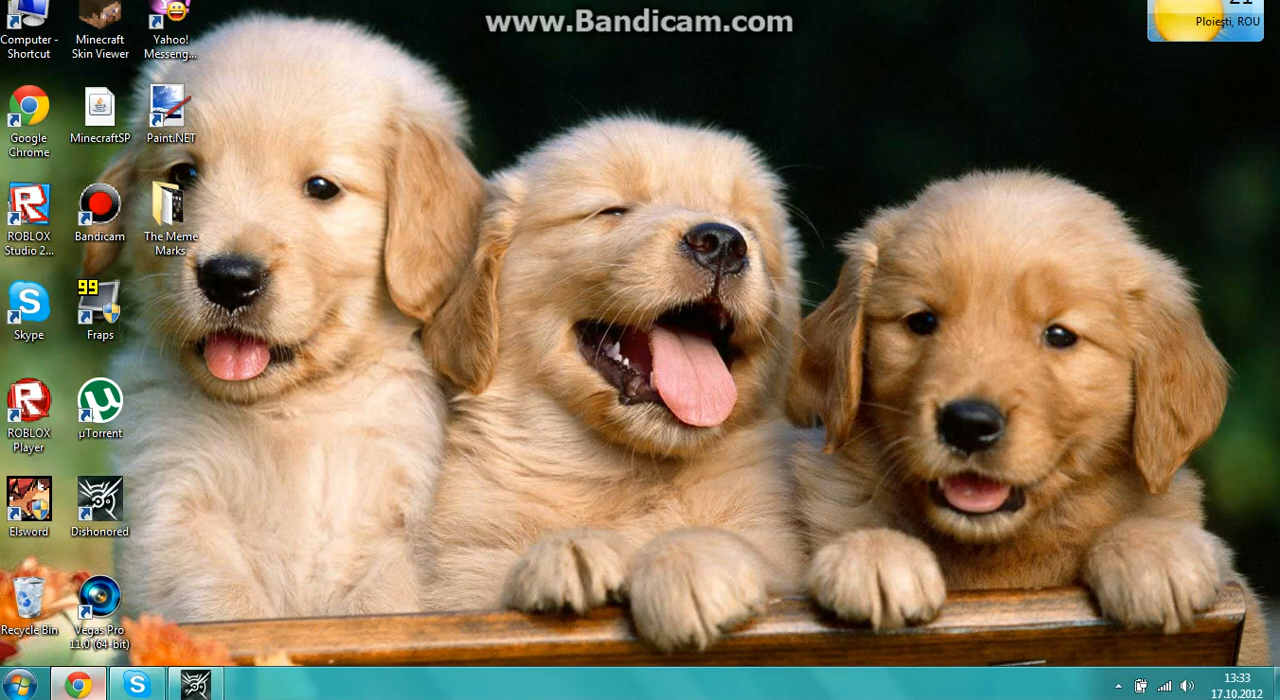 www.Bandicam.com
21
Ploiești, ROU
Computer -
Shortcut
Minecraft
Skin Viewer
Yahoo!
Messeng...
Google
Chrome
MinecraftSP
Paint.NET
ROBLOX
Studio 2...
Bandicam
The Meme
Marks
Skype
99
Fraps
ROBLOX
Player
µTorrent
Elsword
Dishonored
Recycle Bin
Vegas Pro
11.0 (64-bit)
13:33
17.10.2012